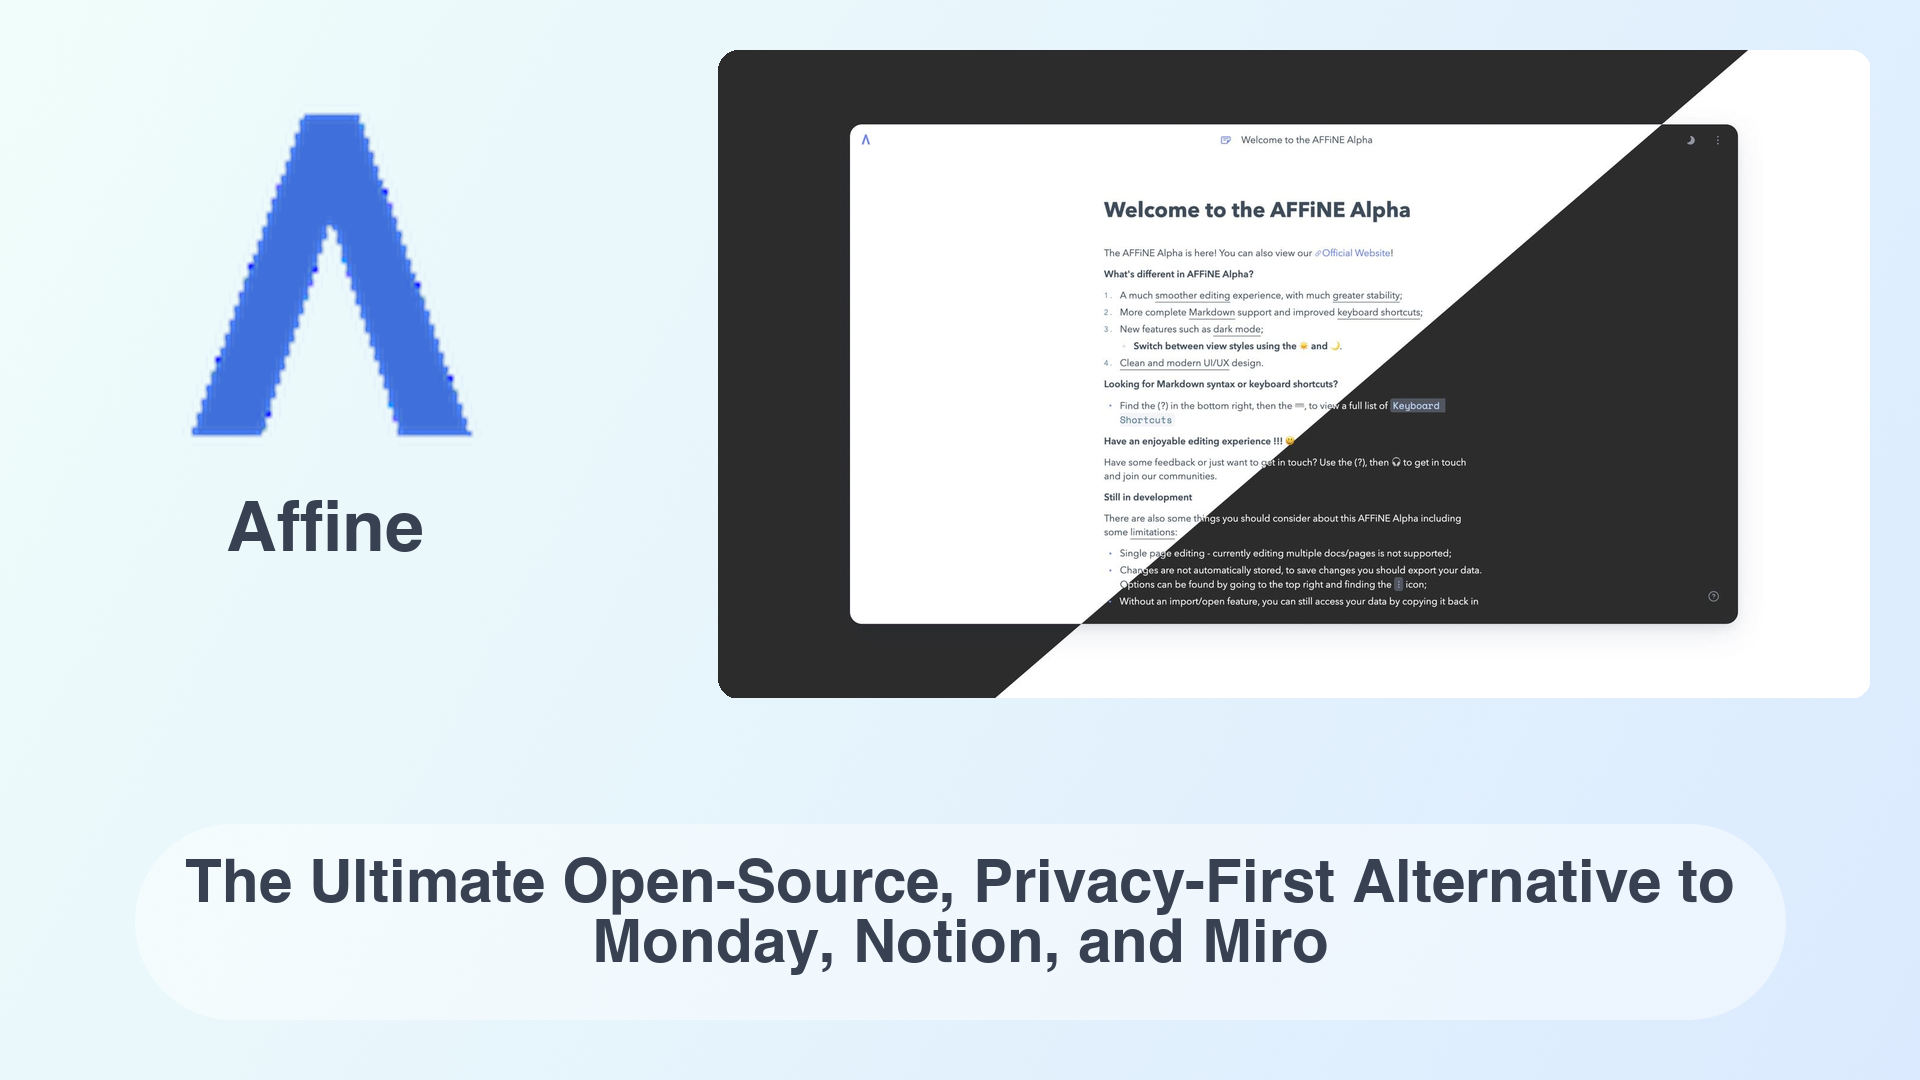 Affine
Welcome to the AFFiNE Alpha
Welcome to the AFFiNE Alpha
The AFFiNE Alpha is here! You can also view our Official Website!
What's different in AFFiNE Alpha?
1. A much smoother editing experience, with much greater stability;
2. More complete Markdown support and improved keyboard shortcuts;
3. New features such as dark mode;
Switch between view styles using the ☀️ and 🌙.
4. Clean and modern UI/UX design.
Looking for Markdown syntax or keyboard shortcuts?
• Find the (?) in the bottom right, then the ⌨️, to view a full list of Keyboard
Shortcuts
Have an enjoyable editing experience !!! 😃
Have some feedback or just want to get in touch? Use the (?), then 🎧 to get in touch
and join our communities.
Still in development
There are also some things you should consider about this AFFiNE Alpha including
some limitations:
• Single page editing - currently editing multiple docs/pages is not supported;
• Changes are not automatically stored, to save changes you should export your data.
Options can be found by going to the top right and finding the ⋮ icon;
• Without an import/open feature, you can still access your data by copying it back in
The Ultimate Open-Source, Privacy-First Alternative to
Monday, Notion, and Miro